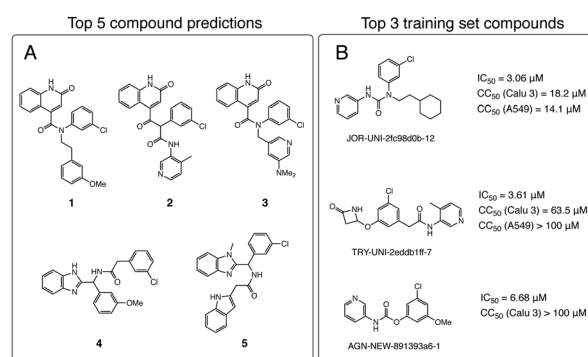 Top 5 compound predictions
Top 3 training set compounds
A
HN
O
O
N
Cl
OMe
1
HN
O
O
Cl
O
NH
N
2
HN
O
O
N
Cl
N
NMe₂
3
H
N
N
HN
O
Cl
OMe
4
N
N
Cl
NH
O
HN
5
B
Cl
N
HN
N
O
JOR-UNI-2fc98d0b-12
IC₅₀ = 3.06 μM
CC₅₀ (Calu 3) = 18.2 μM
CC₅₀ (A549) = 14.1 μM
O
NH
O
Cl
O
N
H
N
TRY-UNI-2eddb1ff-7
IC₅₀ = 3.61 μM
CC₅₀ (Calu 3) = 63.5 μM
CC₅₀ (A549) > 100 μM
N
N
H
O
O
Cl
OMe
AGN-NEW-891393a6-1
IC₅₀ = 6.68 μM
CC₅₀ (Calu 3) > 100 μM